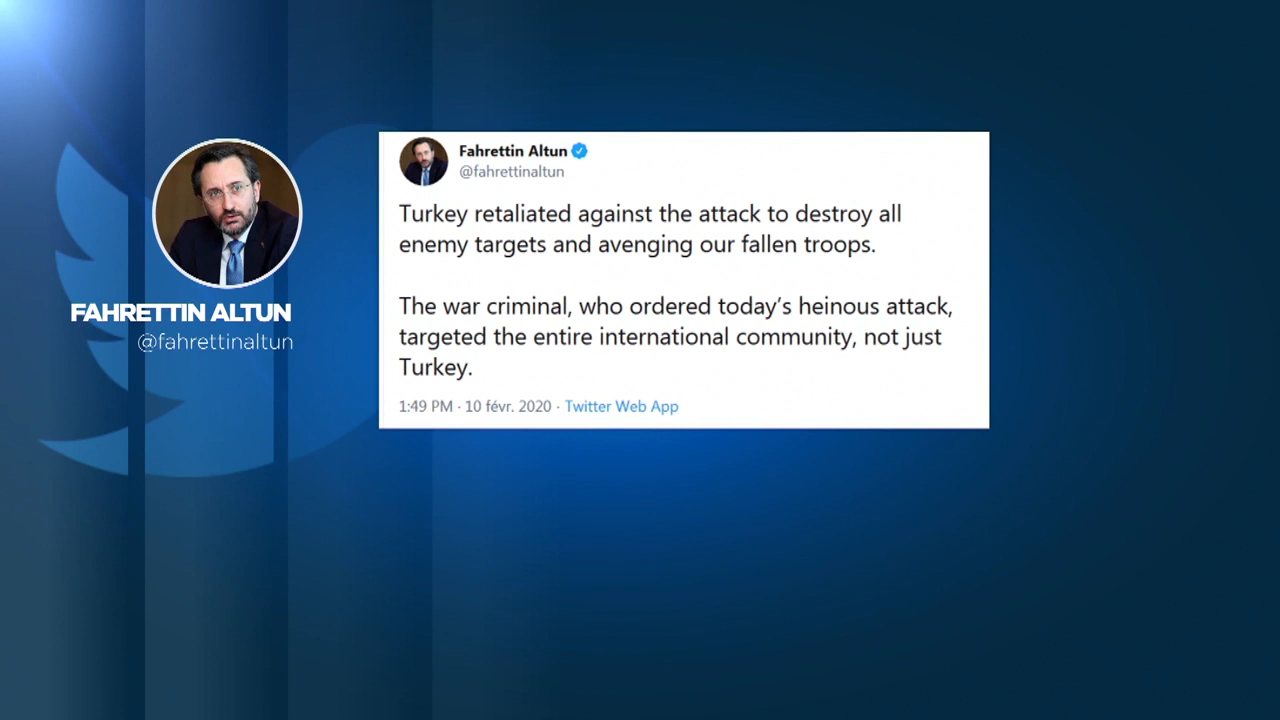 FAHRETTIN ALTUN
@fahrettinaltun
Fahrettin Altun
@fahrettinaltun
Turkey retaliated against the attack to destroy all
enemy targets and avenging our fallen troops.
The war criminal, who ordered today’s heinous attack,
targeted the entire international community, not just
Turkey.
1:49 PM · 10 févr. 2020 · Twitter Web App